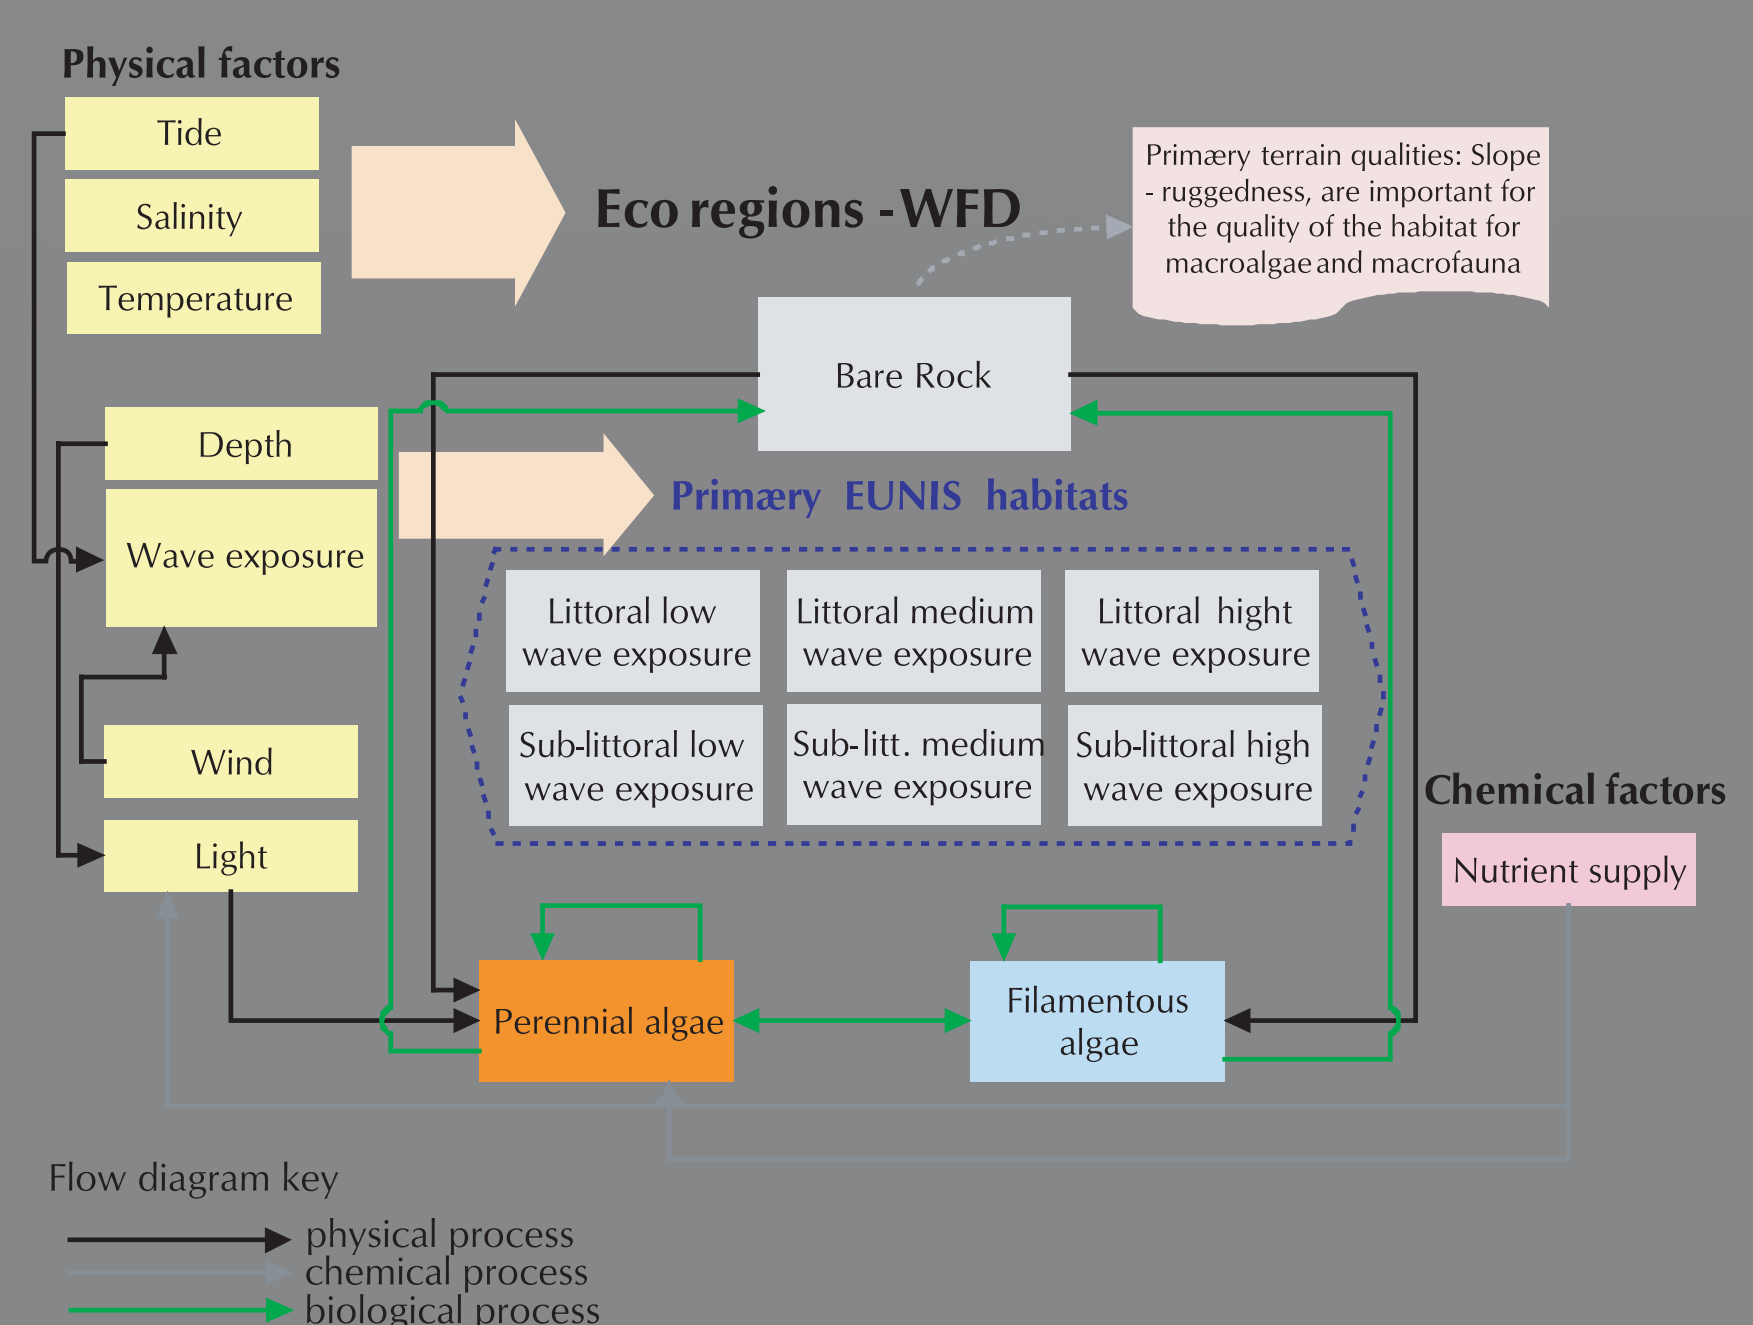 Physical factors
Tide
Salinity
Temperature
Eco regions - WFD
Primæry terrain qualities: Slope
- ruggedness, are important for
the quality of the habitat for
macroalgae and macrofauna
Bare Rock
Depth
Wave exposure
Primæry EUNIS habitats
Littoral low
wave exposure
Littoral medium
wave exposure
Littoral hight
wave exposure
Sub-littoral low
wave exposure
Sub-litt. medium
wave exposure
Sub-littoral high
wave exposure
Wind
Light
Chemical factors
Nutrient supply
Perennial algae
Filamentous
algae
Flow diagram key
physical process
chemical process
biological process